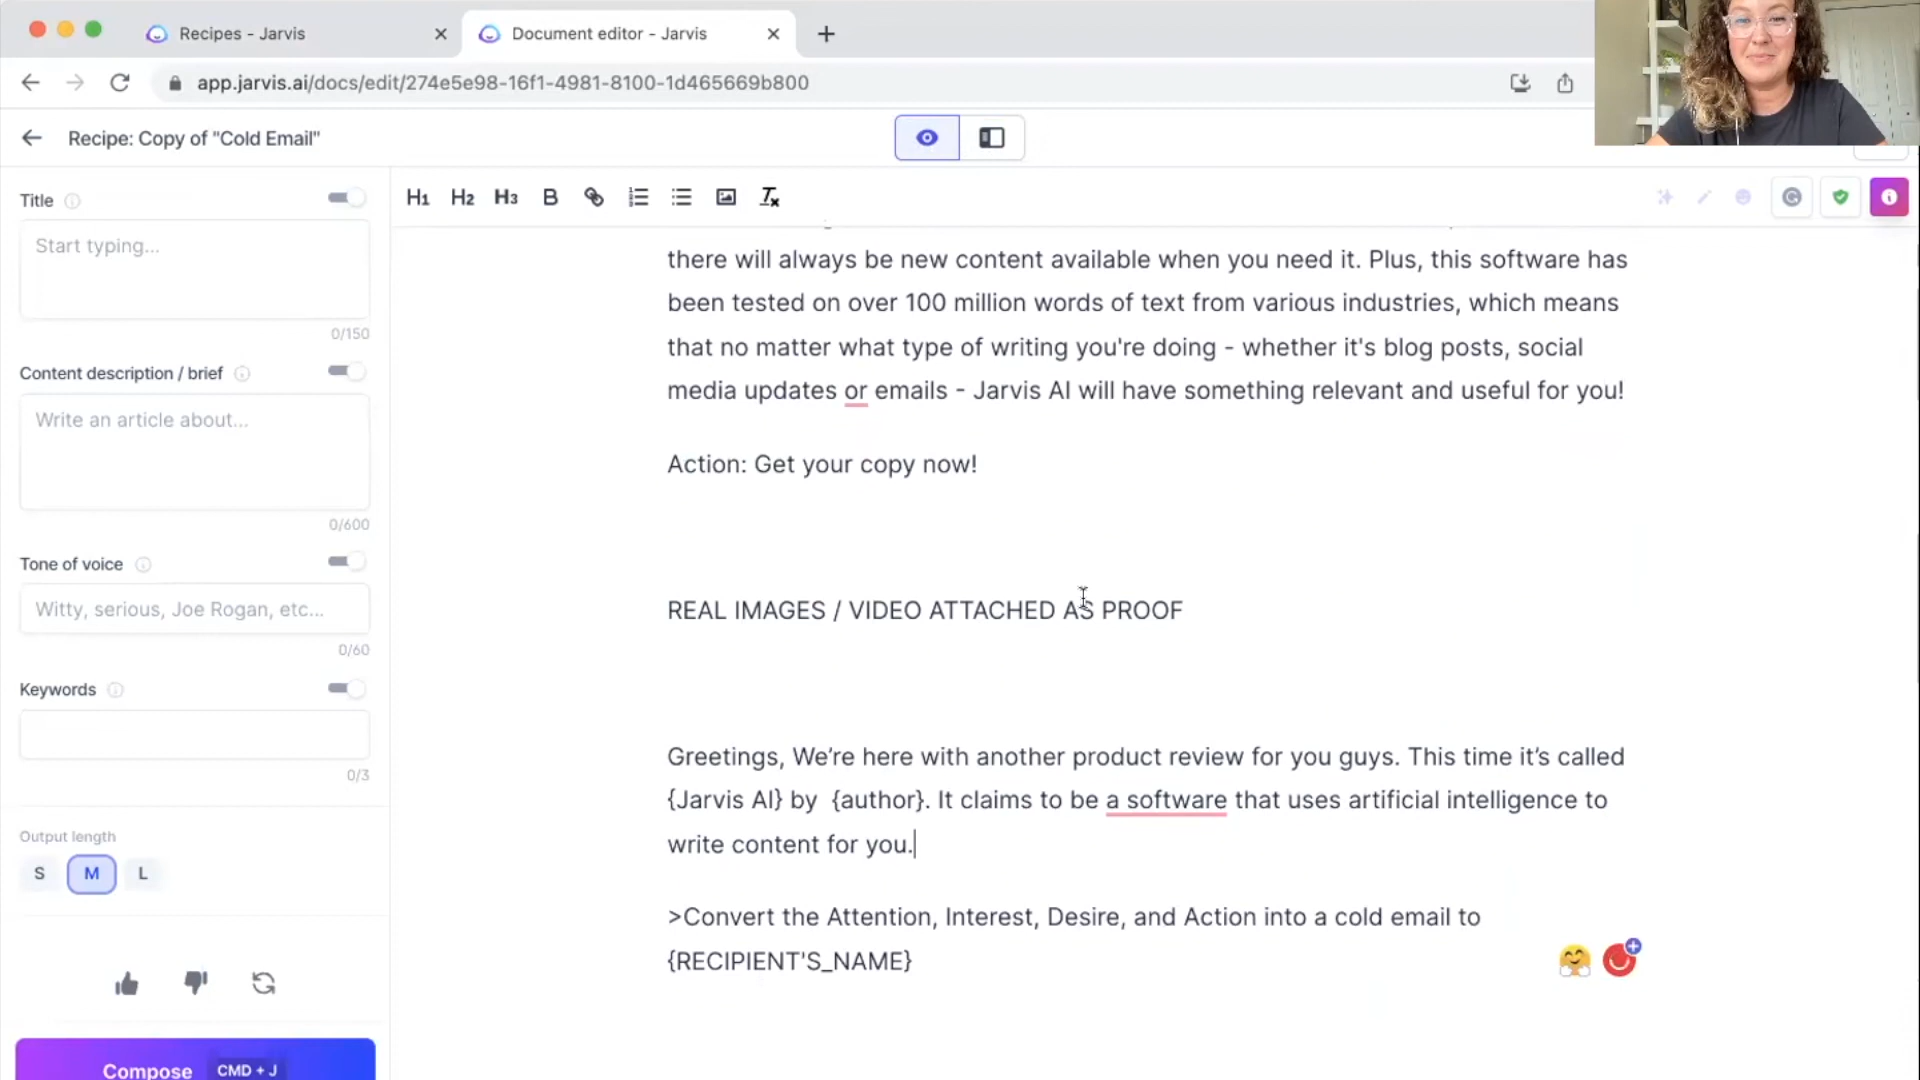 Recipes - Jarvis
Document editor - Jarvis
app.jarvis.ai/docs/edit/274e5e98-16f1-4981-8100-1d465669b800
Recipe: Copy of "Cold Email"
Title
Start typing...
0/150
Content description / brief
Write an article about...
0/600
Tone of voice
Witty, serious, Joe Rogan, etc...
0/60
Keywords
0/3
Output length
S M L
Compose CMD + J
H1 H2 H3 B
there will always be new content available when you need it. Plus, this software has
been tested on over 100 million words of text from various industries, which means
that no matter what type of writing you're doing - whether it's blog posts, social
media updates or emails - Jarvis AI will have something relevant and useful for you!
Action: Get your copy now!
REAL IMAGES / VIDEO ATTACHED AS PROOF
Greetings, We’re here with another product review for you guys. This time it’s called
{Jarvis AI} by  {author}. It claims to be a software that uses artificial intelligence to
write content for you.
>Convert the Attention, Interest, Desire, and Action into a cold email to
{RECIPIENT'S_NAME}